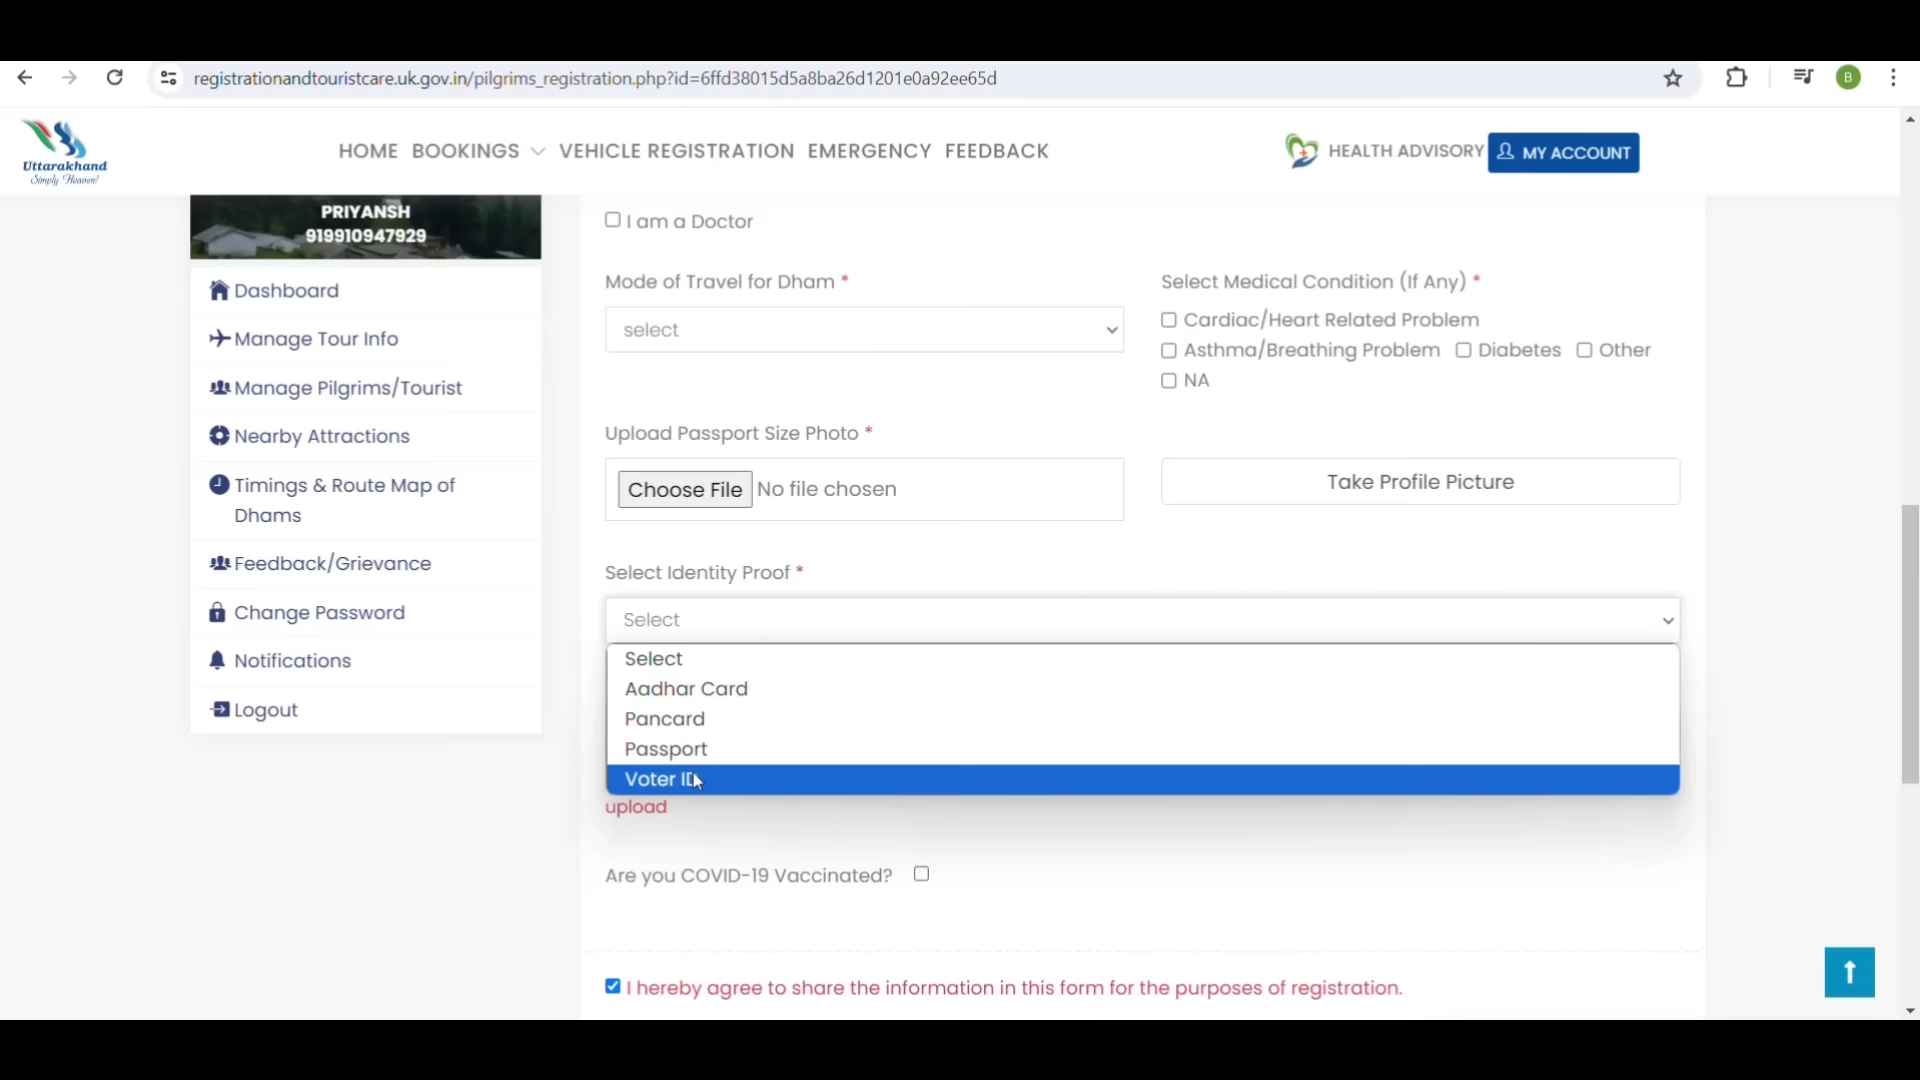 registrationandtouristcare.uk.gov.in/pilgrims_registration.php?id=6ffd38015d5a8ba26d1201e0a92ee65d
B
Uttarakhand
Simply Heaven!
HOME BOOKINGS VEHICLE REGISTRATION EMERGENCY FEEDBACK
HEALTH ADVISORY
MY ACCOUNT
PRIYANSH
919910947929
Dashboard
Manage Tour Info
Manage Pilgrims/Tourist
Nearby Attractions
Timings & Route Map of
Dhams
Feedback/Grievance
Change Password
Notifications
Logout
I am a Doctor
Mode of Travel for Dham *
select
Select Medical Condition (If Any) *
Cardiac/Heart Related Problem
Asthma/Breathing Problem Diabetes Other
NA
Upload Passport Size Photo *
Choose File No file chosen
Take Profile Picture
Select Identity Proof *
Select
Select
Aadhar Card
Pancard
Passport
Voter ID
upload
Are you COVID-19 Vaccinated?
I hereby agree to share the information in this form for the purposes of registration.